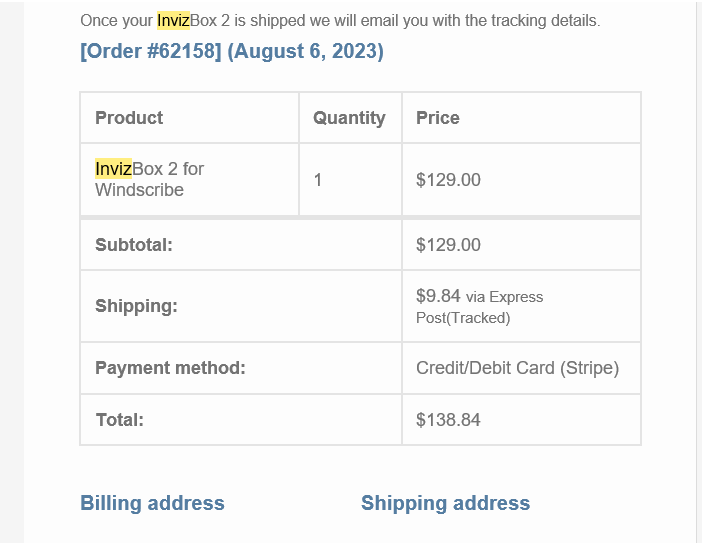 Once your InvizBox 2 is shipped we will email you with the tracking details.
[Order #62158] (August 6, 2023)
Product Quantity Price
InvizBox 2 for
Windscribe
1 $129.00
Subtotal: $129.00
Shipping: $9.84 via Express
Post(Tracked)
Payment method: Credit/Debit Card (Stripe)
Total: $138.84
Billing address Shipping address